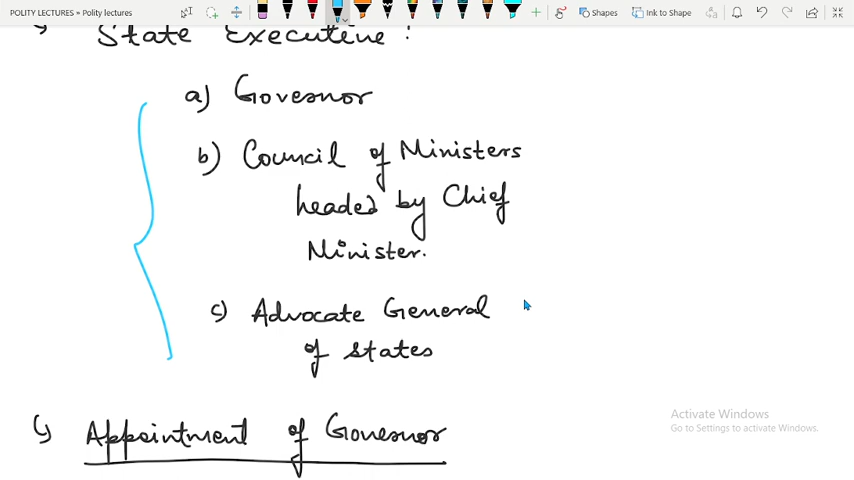 POLITY LECTURES » Polity lectures
Shapes
Ink to Shape
State Executive :
a) Governor
b) Council of Ministers
headed by Chief
Minister.
c) Advocate General
of states
Appointment of Governor
Activate Windows
Go to Settings to activate Windows.